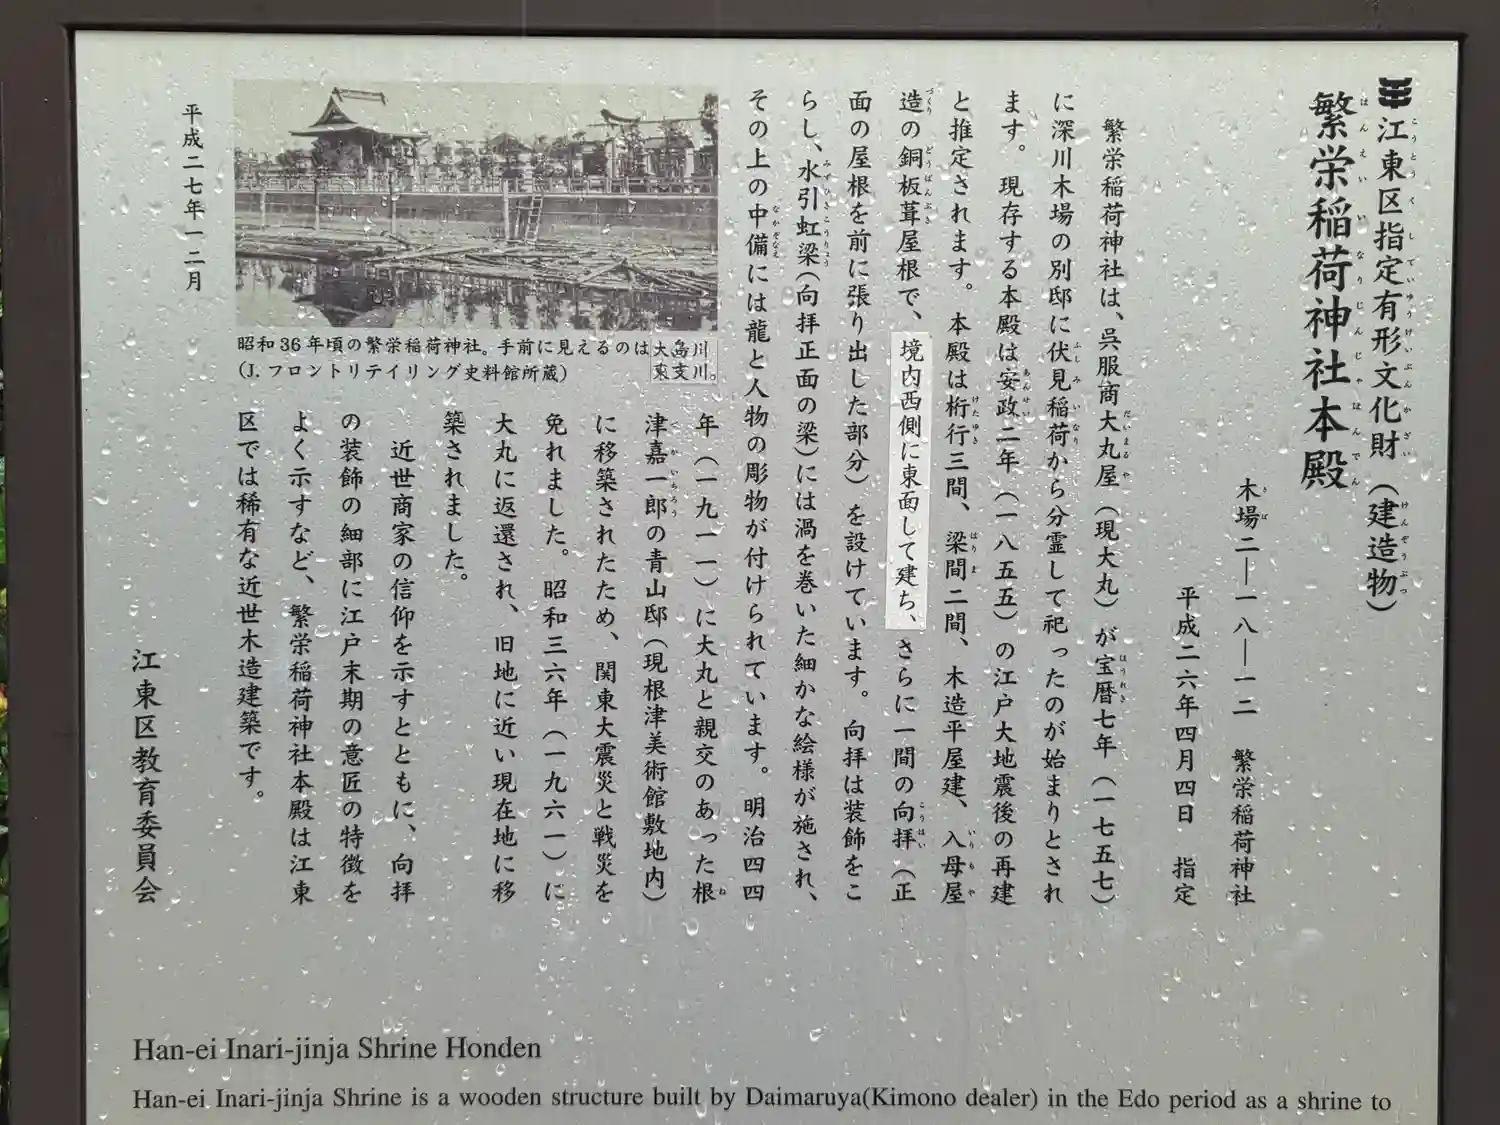 江東区指定有形文化財（建造物）
繁栄稲荷神社本殿
木場二―一八―一二　繁栄稲荷神社
平成二六年四月四日　指定
繁栄稲荷神社は、呉服商大丸屋（現大丸）が宝暦七年（一七五七）
に深川木場の別邸に伏見稲荷から分霊して祀ったのが始まりとされ
ます。現存する本殿は安政二年（一八五五）の江戸大地震後の再建
と推定されます。本殿は桁行三間、梁間二間、木造平屋建、入母屋
造の銅板葺屋根で、境内西側に東面して建ち、さらに一間の向拝（正
面の屋根を前に張り出した部分）を設けています。向拝は装飾をこ
らし、水引虹梁（向拝正面の梁）には渦を巻いた細かな絵様が施され、
その上の中備には龍と人物の彫物が付けられています。明治四四
年（一九一一）に大丸と親交のあった根
津嘉一郎の青山邸（現根津美術館敷地内）
に移築されたため、関東大震災と戦災を
免れました。昭和三六年（一九六一）に
大丸に返還され、旧地に近い現在地に移
築されました。
近世商家の信仰を示すとともに、向拝
の装飾の細部に江戸末期の意匠の特徴を
よく示すなど、繁栄稲荷神社本殿は江東
区では稀有な近世木造建築です。
昭和36年頃の繁栄稲荷神社。手前に見えるのは大島川東支川。
（J.フロントリテイリング史料館所蔵）
平成二七年一二月
江東区教育委員会
Han-ei Inari-jinja Shrine Honden
Han-ei Inari-jinja Shrine is a wooden structure built by Daimaruya(Kimono dealer) in the Edo period as a shrine to